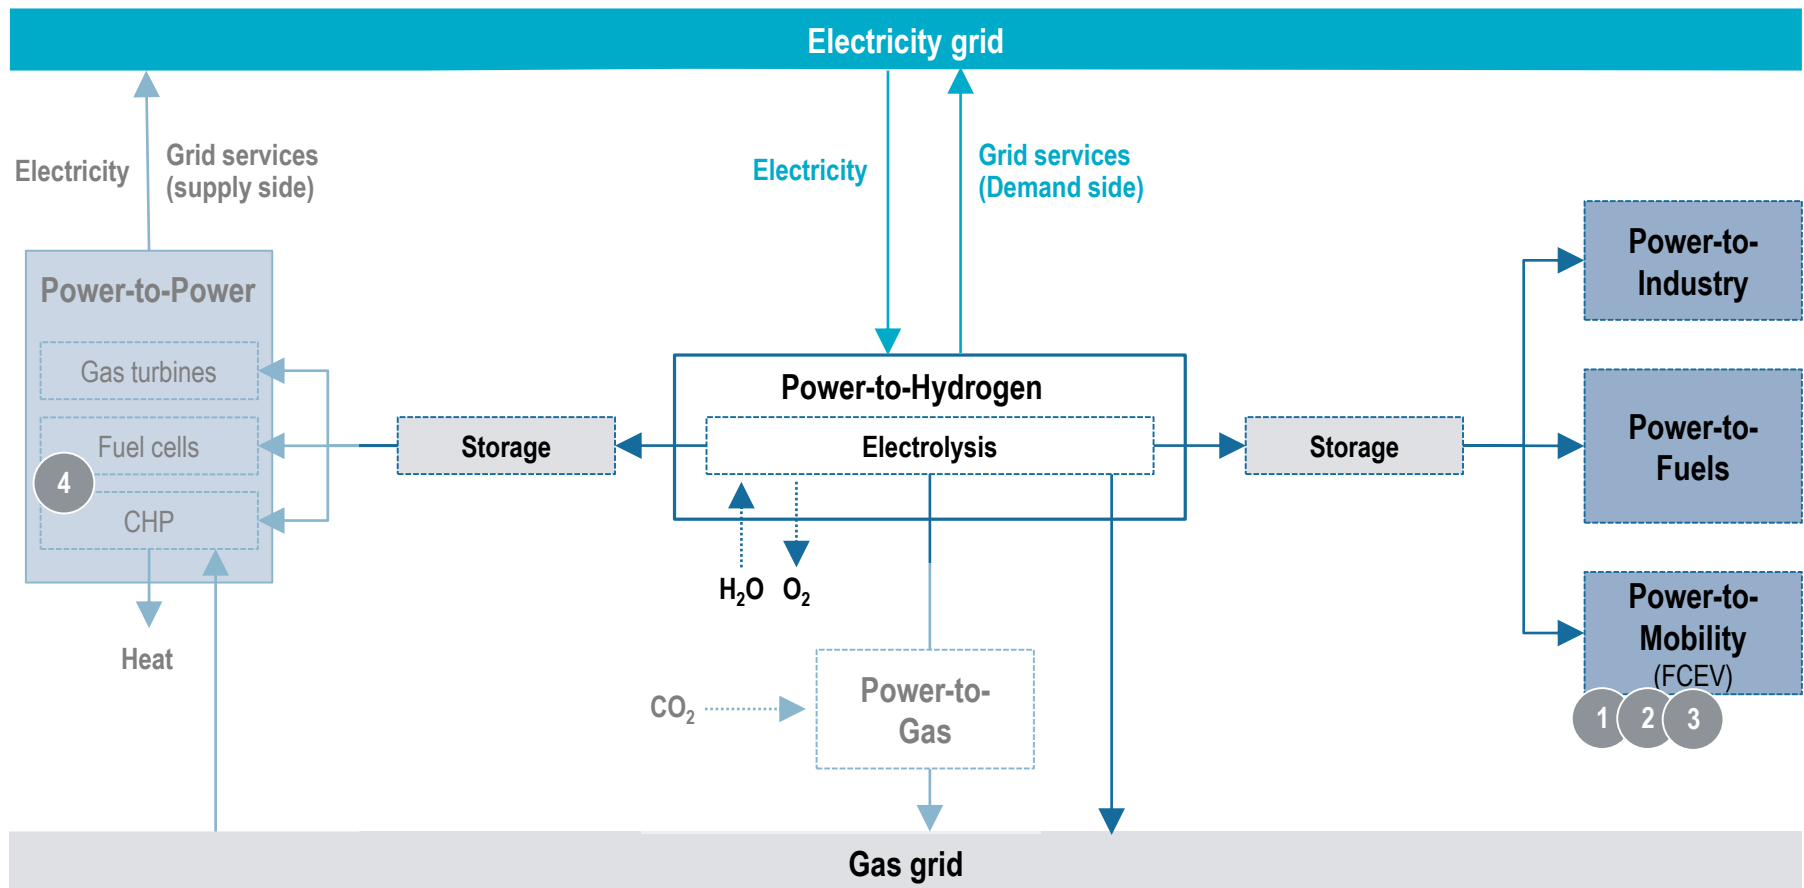 Electricity grid
Electricity
Grid services
(supply side)
Electricity
Grid services
(Demand side)
Power-to-Power
Gas turbines
Fuel cells
4
CHP
Heat
Storage
Power-to-Hydrogen
Electrolysis
H₂O
O₂
CO₂
Power-to-
Gas
Storage
Power-to-
Industry
Power-to-
Fuels
Power-to-
Mobility
(FCEV)
1
2
3
Gas grid